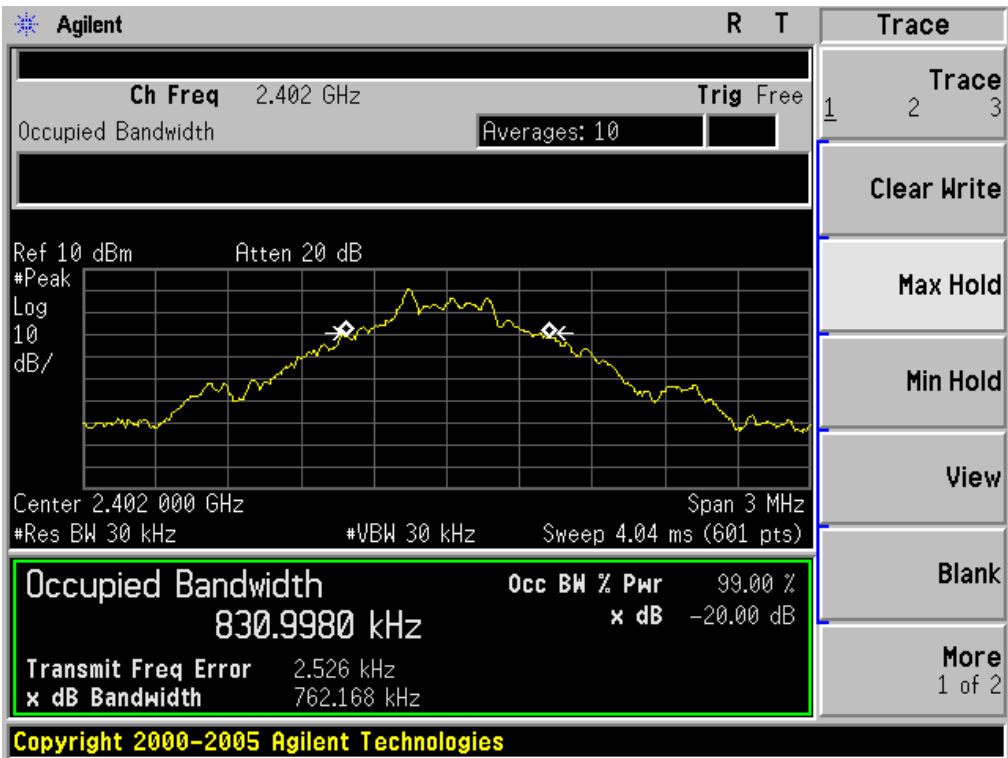 Agilent R T
Trace
Ch Freq 2.402 GHz Trig Free
Occupied Bandwidth Averages: 10
Ref 10 dBm Atten 20 dB
#Peak
Log
10
dB/
Center 2.402 000 GHz Span 3 MHz
#Res BW 30 kHz #VBW 30 kHz Sweep 4.04 ms (601 pts)
Occupied Bandwidth Occ BW % Pwr 99.00 %
830.9980 kHz x dB -20.00 dB
Transmit Freq Error 2.526 kHz
x dB Bandwidth 762.168 kHz
Copyright 2000-2005 Agilent Technologies
Trace
1 2 3
Clear Write
Max Hold
Min Hold
View
Blank
More
1 of 2